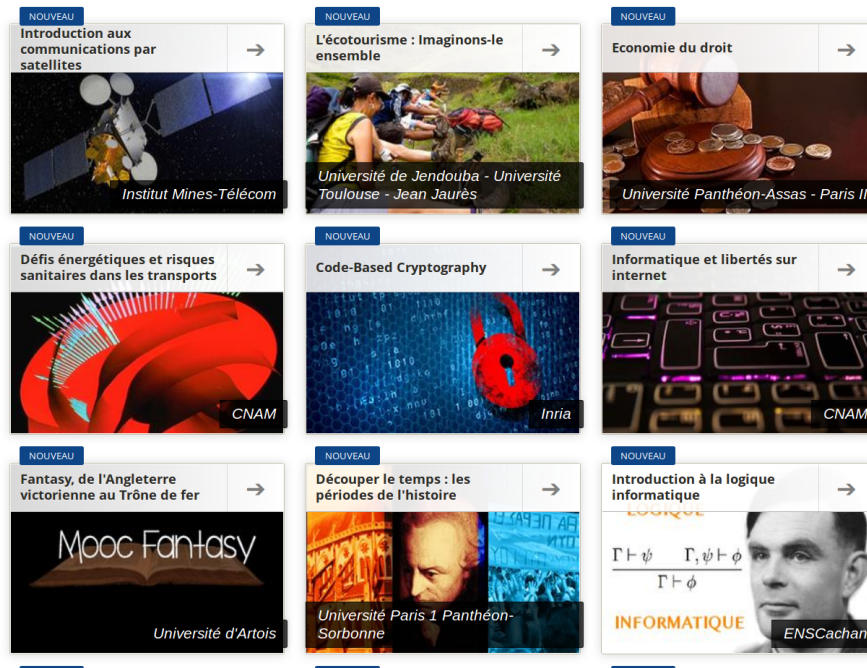 NOUVEAU
Introduction aux
communications par
satellites
Institut Mines-Télécom
NOUVEAU
L'écotourisme : Imaginons-le
ensemble
Université de Jendouba - Université
Toulouse - Jean Jaurès
NOUVEAU
Economie du droit
Université Panthéon-Assas - Paris II
NOUVEAU
Défis énergétiques et risques
sanitaires dans les transports
CNAM
NOUVEAU
Code-Based Cryptography
Inria
NOUVEAU
Informatique et libertés sur
internet
CNAM
NOUVEAU
Fantasy, de l'Angleterre
victorienne au Trône de fer
Mooc Fantasy
Université d'Artois
NOUVEAU
Découper le temps : les
périodes de l'histoire
Université Paris 1 Panthéon-
Sorbonne
NOUVEAU
Introduction à la logique
informatique
LOGIQUE
Γ ⊢ ψ Γ, ψ ⊢ ϕ
Γ ⊢ ϕ
INFORMATIQUE
ENSCachan